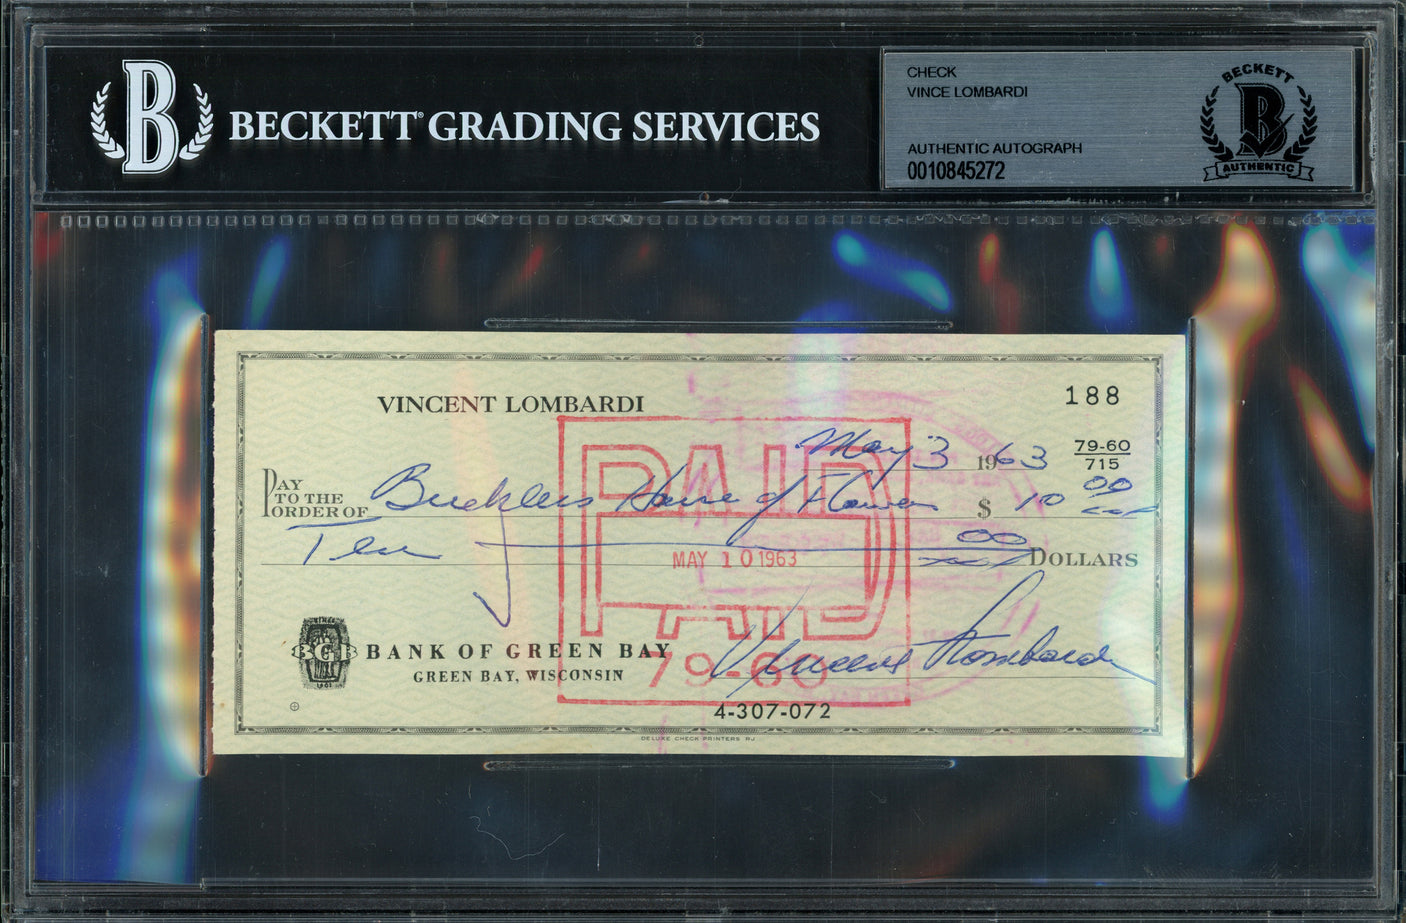 B
BECKETT® GRADING SERVICES
CHECK
VINCE LOMBARDI
AUTHENTIC AUTOGRAPH
0010845272
BECKETT
B
AUTHENTIC
VINCENT LOMBARDI
188
May 3 1963
79-60
715
PAY TO THE ORDER OF House of Flowers $ 10 00
Ten 00 DOLLARS
PAID
MAY 10 1963
PAID
79-60
BANK OF GREEN BAY
GREEN BAY, WISCONSIN
Vincent Lombardi
4-307-072
DELUXE CHECK PRINTERS RJ